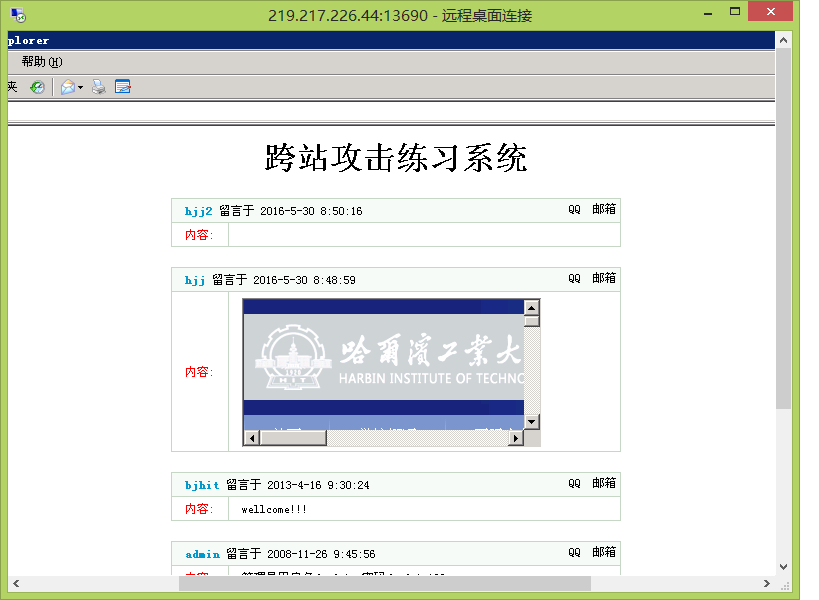 219.217.226.44:13690 - 远程桌面连接
plorer
帮助(H)
夹
跨站攻击练习系统
hjj2 留言于 2016-5-30 8:50:16 QQ 邮箱
内容:
hjj 留言于 2016-5-30 8:48:59 QQ 邮箱
内容:
哈爾濱工業大
HARBIN INSTITUTE OF TECHNO
HIT
bjhit 留言于 2013-4-16 9:30:24 QQ 邮箱
内容: wellcome!!!
admin 留言于 2008-11-26 9:45:56 QQ 邮箱